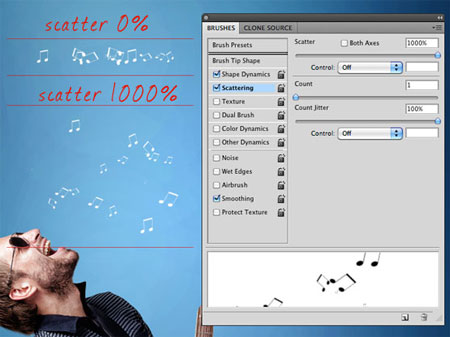 scatter 0%
scatter 1000%
BRUSHES
CLONE SOURCE
Brush Presets
Brush Tip Shape
Shape Dynamics
Scattering
Texture
Dual Brush
Color Dynamics
Other Dynamics
Noise
Wet Edges
Airbrush
Smoothing
Protect Texture
Scatter
Both Axes
1000%
Control: Off
Count
1
Count Jitter
100%
Control: Off